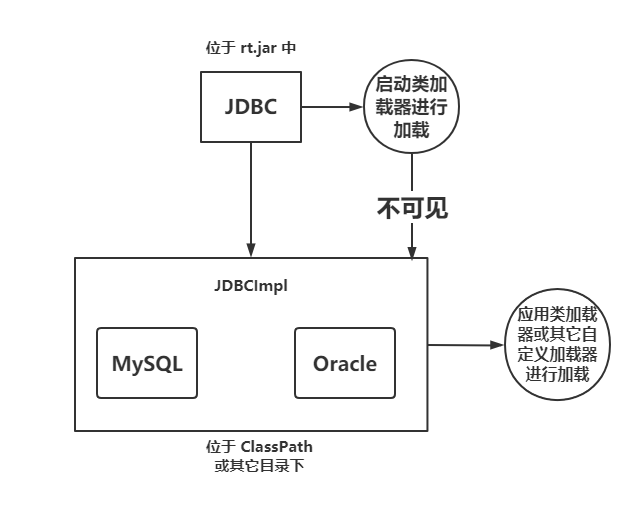 位于 rt.jar 中
JDBC
启动类加
载器进行
加载
不可见
JDBCImpl
MySQL
Oracle
应用类加载
器或其它自
定义加载器
进行加载
位于 ClassPath
或其它目录下